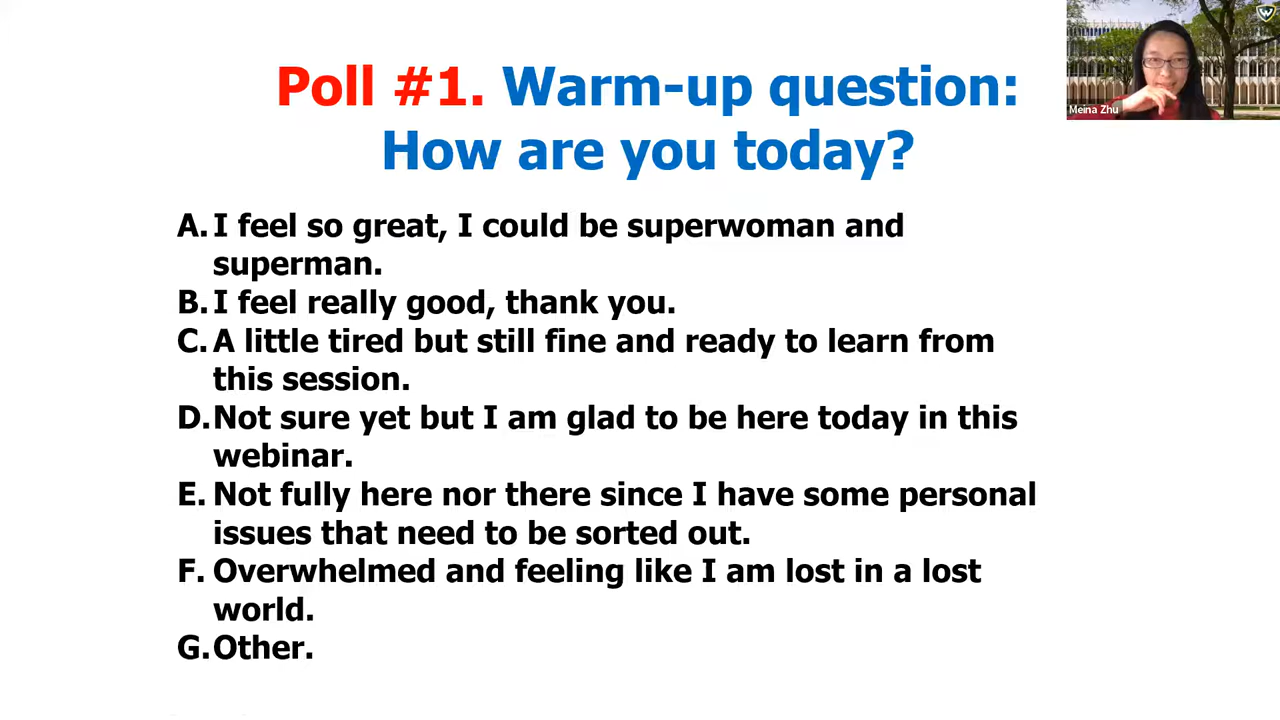 Poll #1. Warm-up question:
How are you today?
A. I feel so great, I could be superwoman and
superman.
B. I feel really good, thank you.
C. A little tired but still fine and ready to learn from
this session.
D. Not sure yet but I am glad to be here today in this
webinar.
E. Not fully here nor there since I have some personal
issues that need to be sorted out.
F. Overwhelmed and feeling like I am lost in a lost
world.
G. Other.
Meina Zhu